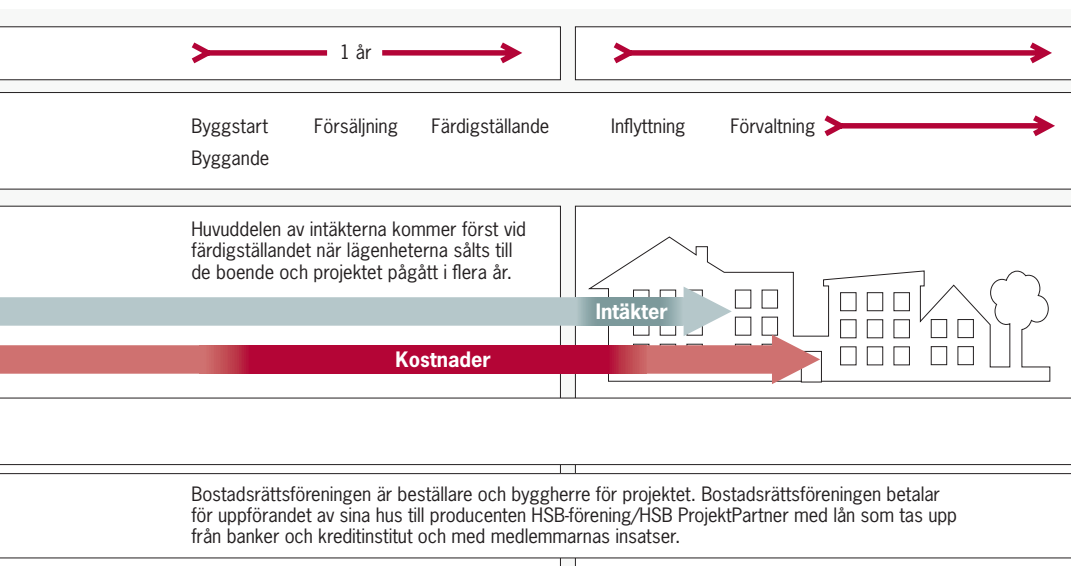 1 år
Byggstart Försäljning Färdigställande Inflyttning Förvaltning
Byggande
Huvuddelen av intäkterna kommer först vid
färdigställandet när lägenheterna sålts till
de boende och projektet pågått i flera år.
Intäkter
Kostnader
Bostadsrättsföreningen är beställare och byggherre för projektet. Bostadsrättsföreningen betalar
för uppförandet av sina hus till producenten HSB-förening/HSB ProjektPartner med lån som tas upp
från banker och kreditinstitut och med medlemmarnas insatser.